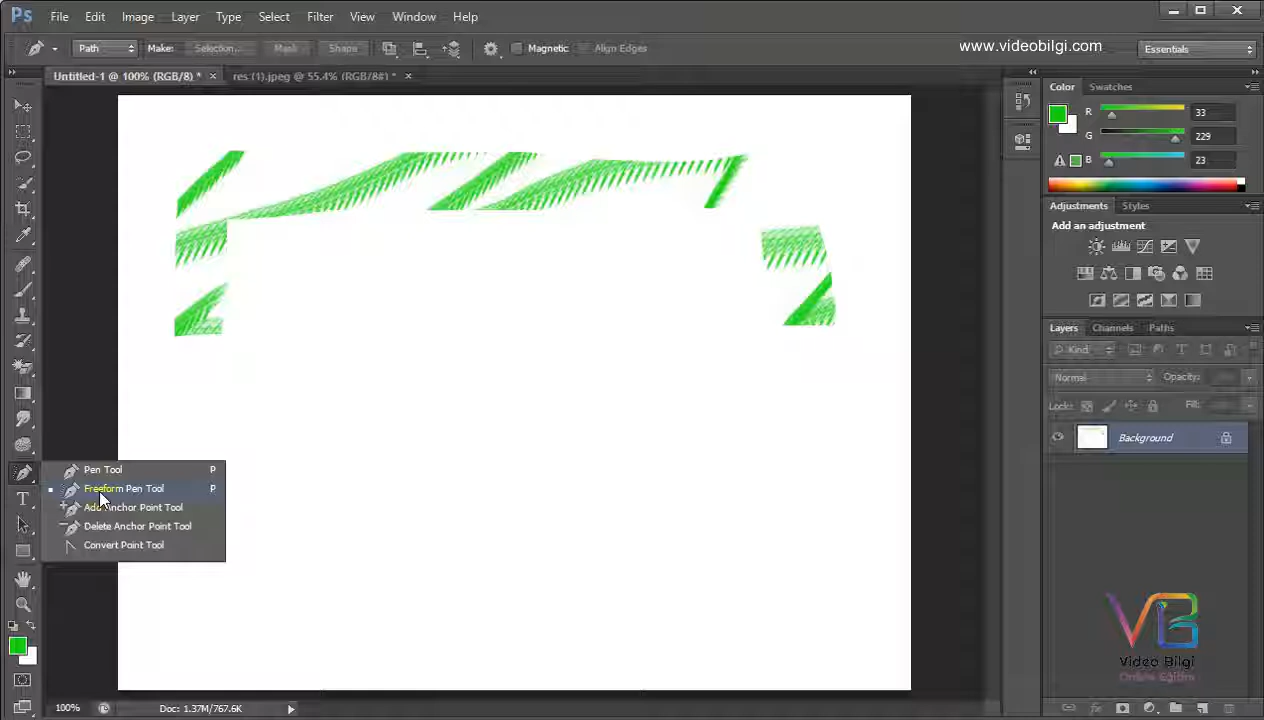 Ps File Edit Image Layer Type Select Filter View Window Help
Path Make: Selection... Mask Shape Magnetic Align Edges www.videobilgi.com Essentials
Untitled-1 @ 100% (RGB/8) * × res (1).jpeg @ 55.4% (RGB/8#) * ×
Color Swatches
R 33
G 229
B 23
Adjustments Styles
Add an adjustment
Layers Channels Paths
Kind
Normal Opacity:
Lock: Fill:
Background
Pen Tool P
Freeform Pen Tool P
Add Anchor Point Tool
Delete Anchor Point Tool
Convert Point Tool
T
VB
Video Bilgi
Online Eğitim
100% Doc: 1.37M/767.6K